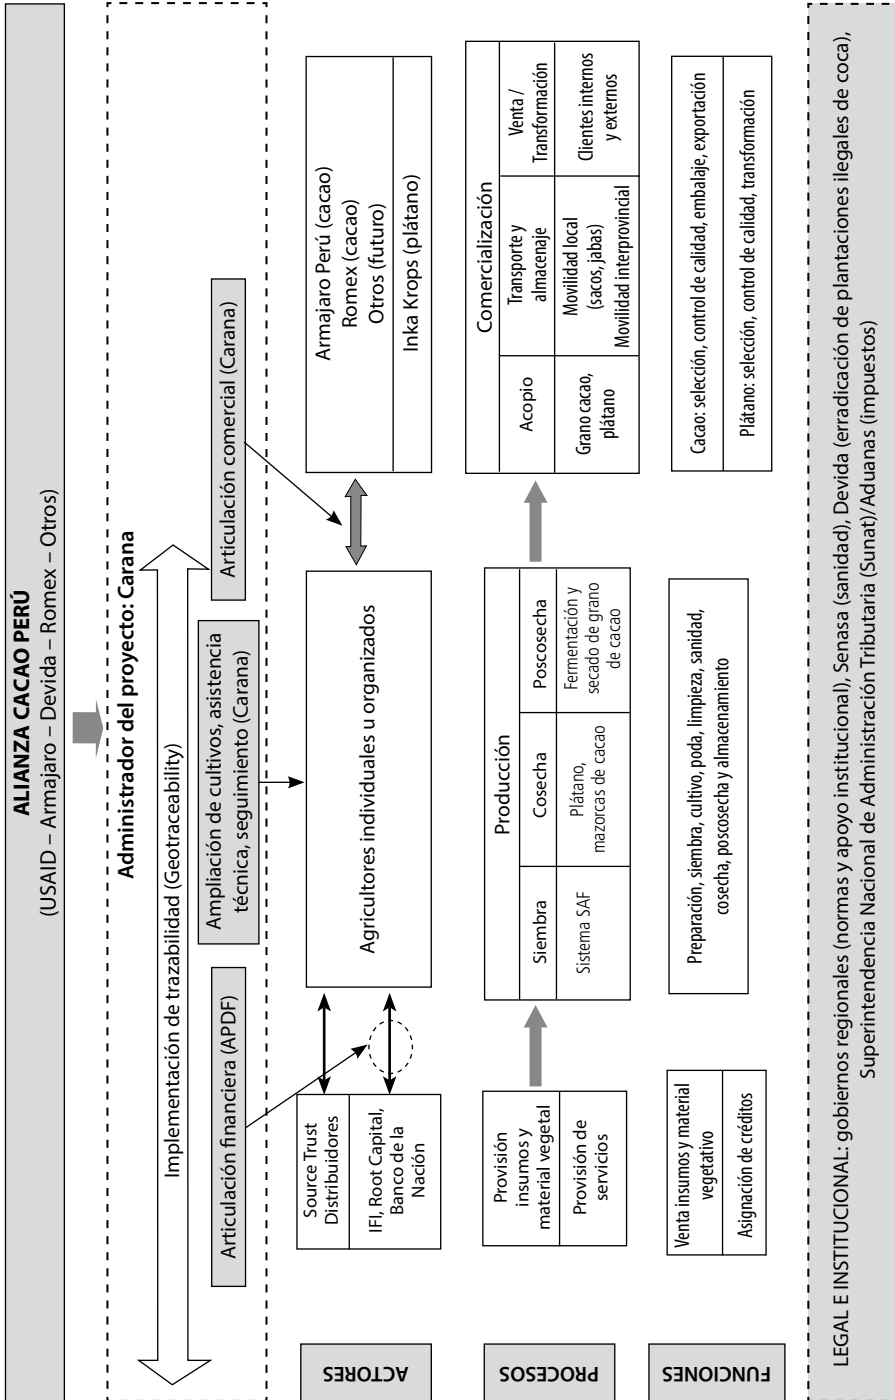 ALIANZA CACAO PERÚ
(USAID – Armajaro – Devida – Romex – Otros)
Administrador del proyecto: Carana
Implementación de trazabilidad (Geotraceability)
Articulación financiera (APDF)
Ampliación de cultivos, asistencia
técnica, seguimiento (Carana)
Articulación comercial (Carana)
ACTORES
Source Trust
Distribuidores
IFI, Root Capital,
Banco de la
Nación
Agricultores individuales u organizados
Armajaro Perú (cacao)
Romex (cacao)
Otros (futuro)
Inka Krops (plátano)
PROCESOS
Provisión
insumos y
material vegetal
Provisión de
servicios
Producción
Siembra
Cosecha
Poscosecha
Sistema SAF
Plátano,
mazorcas de cacao
Fermentación y
secado de grano
de cacao
Comercialización
Acopio
Transporte y
almacenaje
Venta /
Transformación
Grano cacao,
plátano
Movilidad local
(sacos, jabas)
Movilidad interprovincial
Clientes internos
y externos
FUNCIONES
Venta insumos y material
vegetativo
Asignación de créditos
Preparación, siembra, cultivo, poda, limpieza, sanidad,
cosecha, poscosecha y almacenamiento
Cacao: selección, control de calidad, embalaje, exportación
Plátano: selección, control de calidad, transformación
LEGAL E INSTITUCIONAL: gobiernos regionales (normas y apoyo institucional), Senasa (sanidad), Devida (erradicación de plantaciones ilegales de coca),
Superintendencia Nacional de Administración Tributaria (Sunat)/Aduanas (impuestos)